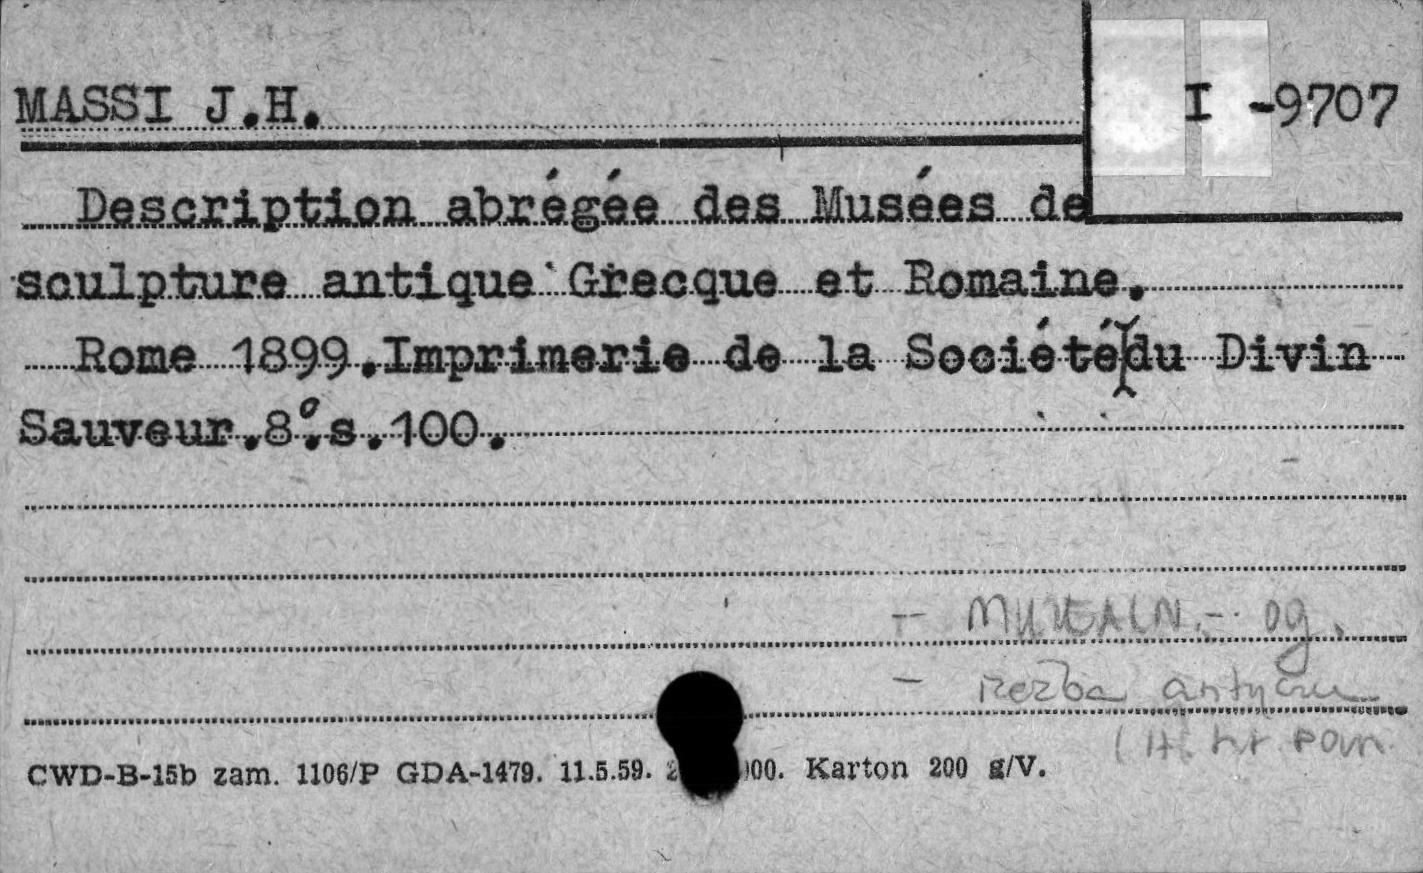 MASSI J.H.
I -9707
Description abrégée des Musées de
sculpture antique Grecque et Romaine.
Rome 1899.Imprimerie de la Société du Divin
Sauveur.8°.s.100.
- MUZEALN. - og.
- rzeźba antyczn
CWD-B-15b zam. 1106/P GDA-1479. 11.5.59. 00. Karton 200 g/V.